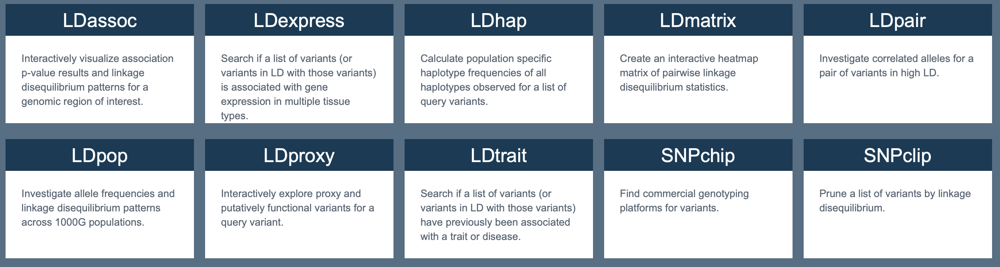 LDassoc
Interactively visualize association
p-value results and linkage
disequilibrium patterns for a
genomic region of interest.
LDexpress
Search if a list of variants (or
variants in LD with those variants)
is associated with gene
expression in multiple tissue
types.
LDhap
Calculate population specific
haplotype frequencies of all
haplotypes observed for a list of
query variants.
LDmatrix
Create an interactive heatmap
matrix of pairwise linkage
disequilibrium statistics.
LDpair
Investigate correlated alleles for a
pair of variants in high LD.
LDpop
Investigate allele frequencies and
linkage disequilibrium patterns
across 1000G populations.
LDproxy
Interactively explore proxy and
putatively functional variants for a
query variant.
LDtrait
Search if a list of variants (or
variants in LD with those variants)
have previously been associated
with a trait or disease.
SNPchip
Find commercial genotyping
platforms for variants.
SNPclip
Prune a list of variants by linkage
disequilibrium.